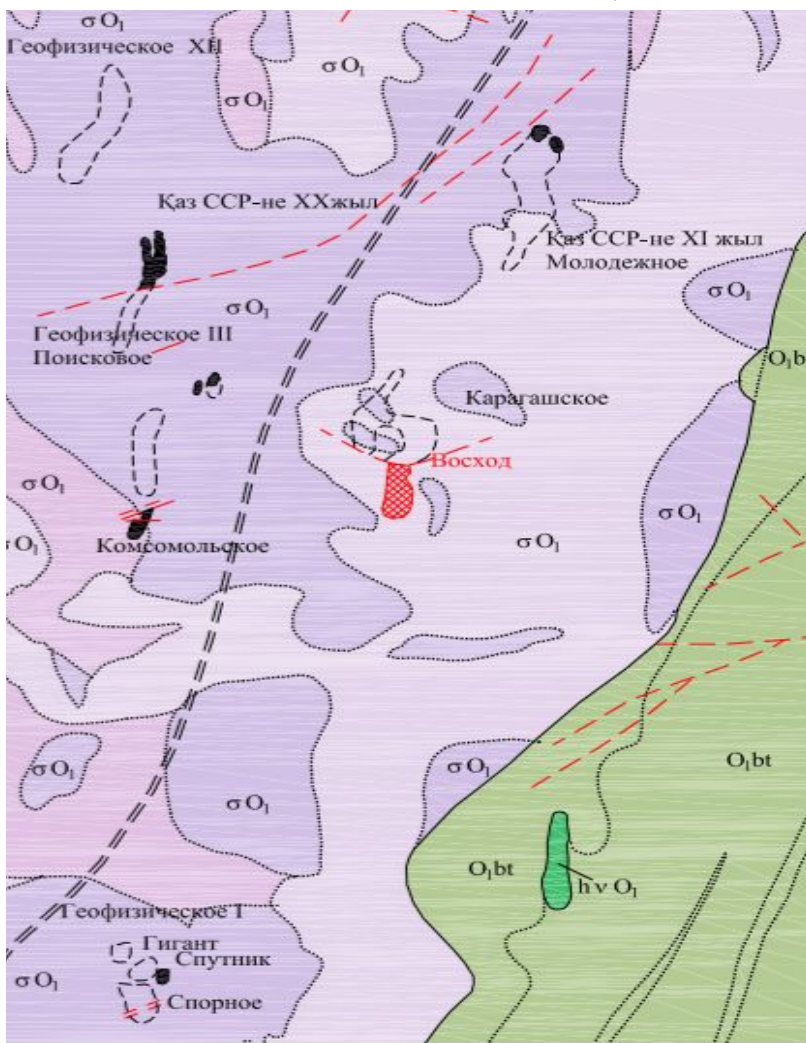 σ O₁
Геофизическое XII
σ O₁
σ O₁
Қаз ССР-не ХХжыл
Қаз ССР-не XI жыл
Молодежное
σ O₁
σ O₁
Геофизическое III
Поисковое
O₁b
Карагашское
Восход
σ O₁
σ O₁
σ O₁
σ O₁
Комсомольское
σ O₁
σ O₁
σ O₁
O₁bt
O₁bt
hν O₁
Геофизическое I
Гигант
Спутник
σ O₁
Спорное